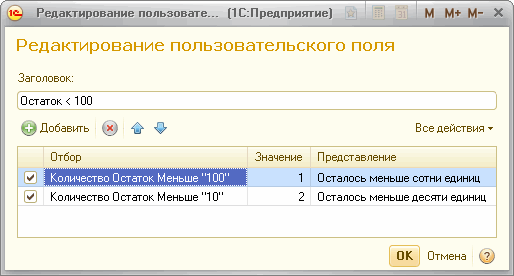 Редактирование пользовате... (1С:Предприятие)
M M+ M-
Редактирование пользовательского поля
Заголовок:
Остаток < 100
Добавить
Все действия
Отбор Значение Представление
Количество Остаток Меньше "100" 1 Осталось меньше сотни единиц
Количество Остаток Меньше "10" 2 Осталось меньше десяти единиц
OK Отмена ?